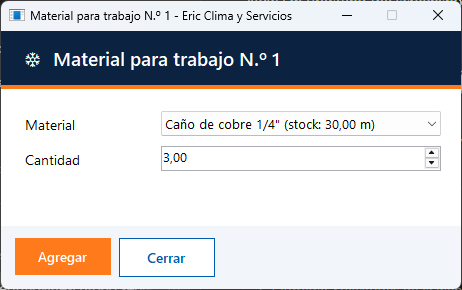 Material para trabajo N.º 1 - Eric Clima y Servicios
Material para trabajo N.º 1
Material
Caño de cobre 1/4" (stock: 30,00 m)
Cantidad
3,00
Agregar
Cerrar